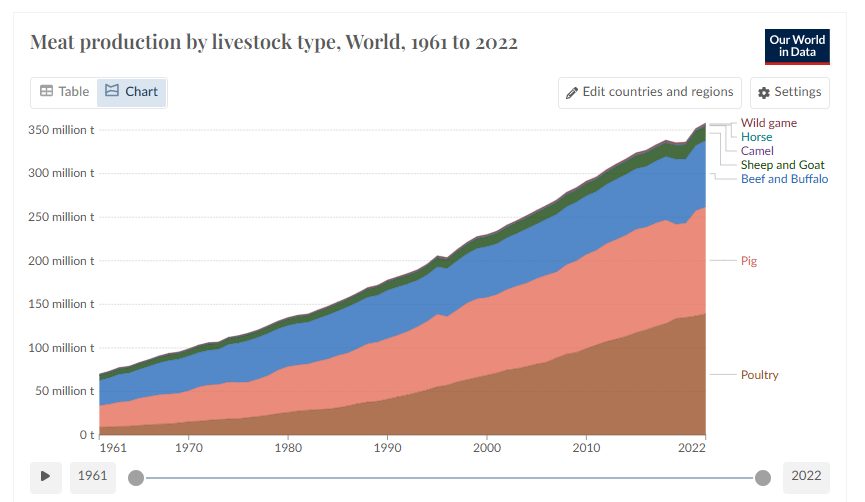 Meat production by livestock type, World, 1961 to 2022
Our World
in Data
Table
Chart
Edit countries and regions
Settings
350 million t
300 million t
250 million t
200 million t
150 million t
100 million t
50 million t
0 t
Wild game
Horse
Camel
Sheep and Goat
Beef and Buffalo
Pig
Poultry
1961
1970
1980
1990
2000
2010
2022
1961
2022